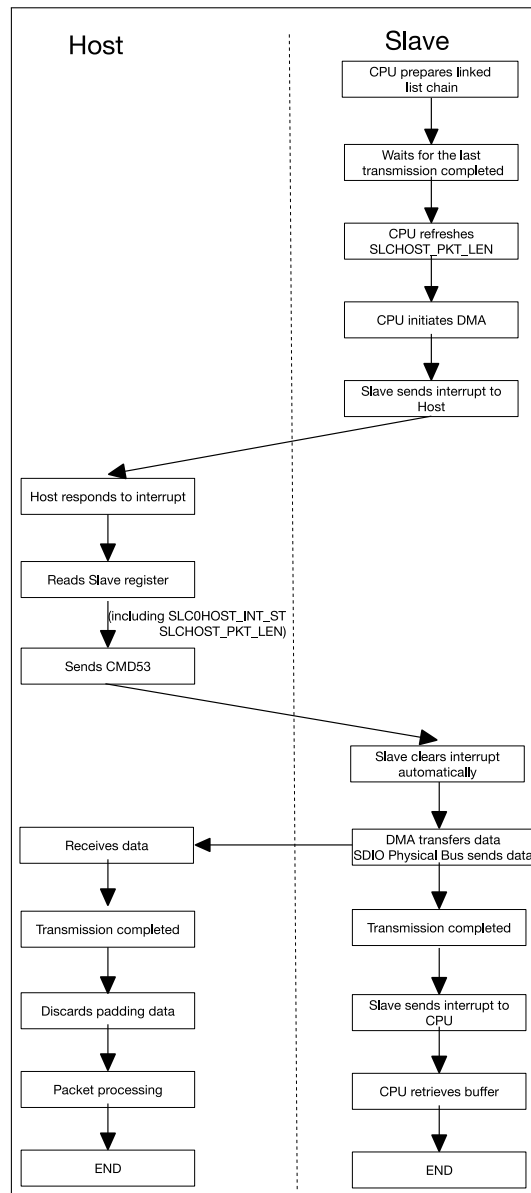 Host
Slave
CPU prepares linked
list chain
Waits for the last
transmission completed
CPU refreshes
SLCHOST_PKT_LEN
CPU initiates DMA
Slave sends interrupt to
Host
Host responds to interrupt
Reads Slave register
(including SLC0HOST_INT_ST
SLCHOST_PKT_LEN)
Sends CMD53
Slave clears interrupt
automatically
DMA transfers data
SDIO Physical Bus sends data
Receives data
Transmission completed
Transmission completed
Discards padding data
Slave sends interrupt to
CPU
Packet processing
CPU retrieves buffer
END
END